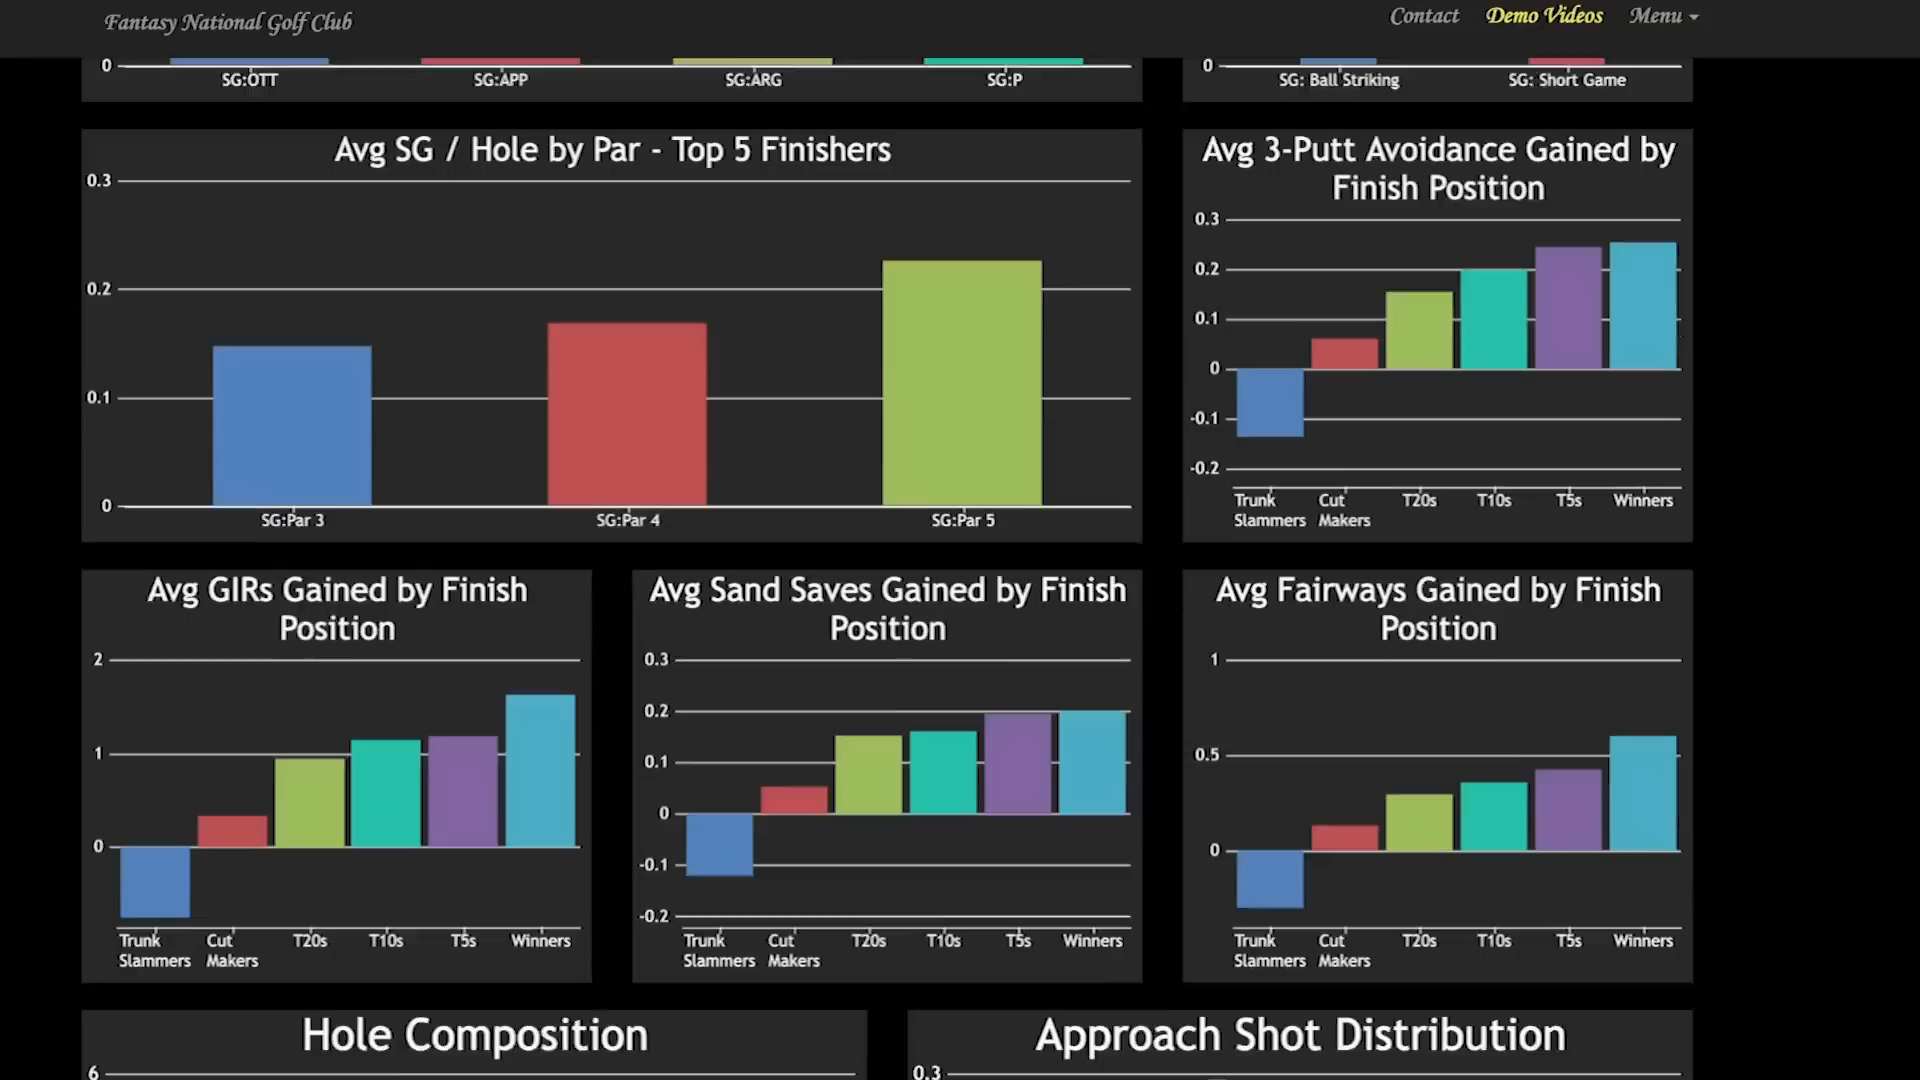 Fantasy National Golf Club
Contact Demo Videos Menu
0
SG:OTT SG:APP SG:ARG SG:P
0
SG: Ball Striking SG: Short Game
Avg SG / Hole by Par - Top 5 Finishers
0.3
0.2
0.1
0
SG:Par 3 SG:Par 4 SG:Par 5
Avg 3-Putt Avoidance Gained by
Finish Position
0.3
0.2
0.1
0
-0.1
-0.2
Trunk Cut T20s T10s T5s Winners
Slammers Makers
Avg GIRs Gained by Finish
Position
2
1
0
Trunk Cut T20s T10s T5s Winners
Slammers Makers
Avg Sand Saves Gained by Finish
Position
0.3
0.2
0.1
0
-0.1
-0.2
Trunk Cut T20s T10s T5s Winners
Slammers Makers
Avg Fairways Gained by Finish
Position
1
0.5
0
Trunk Cut T20s T10s T5s Winners
Slammers Makers
Hole Composition
6
Approach Shot Distribution
0.3